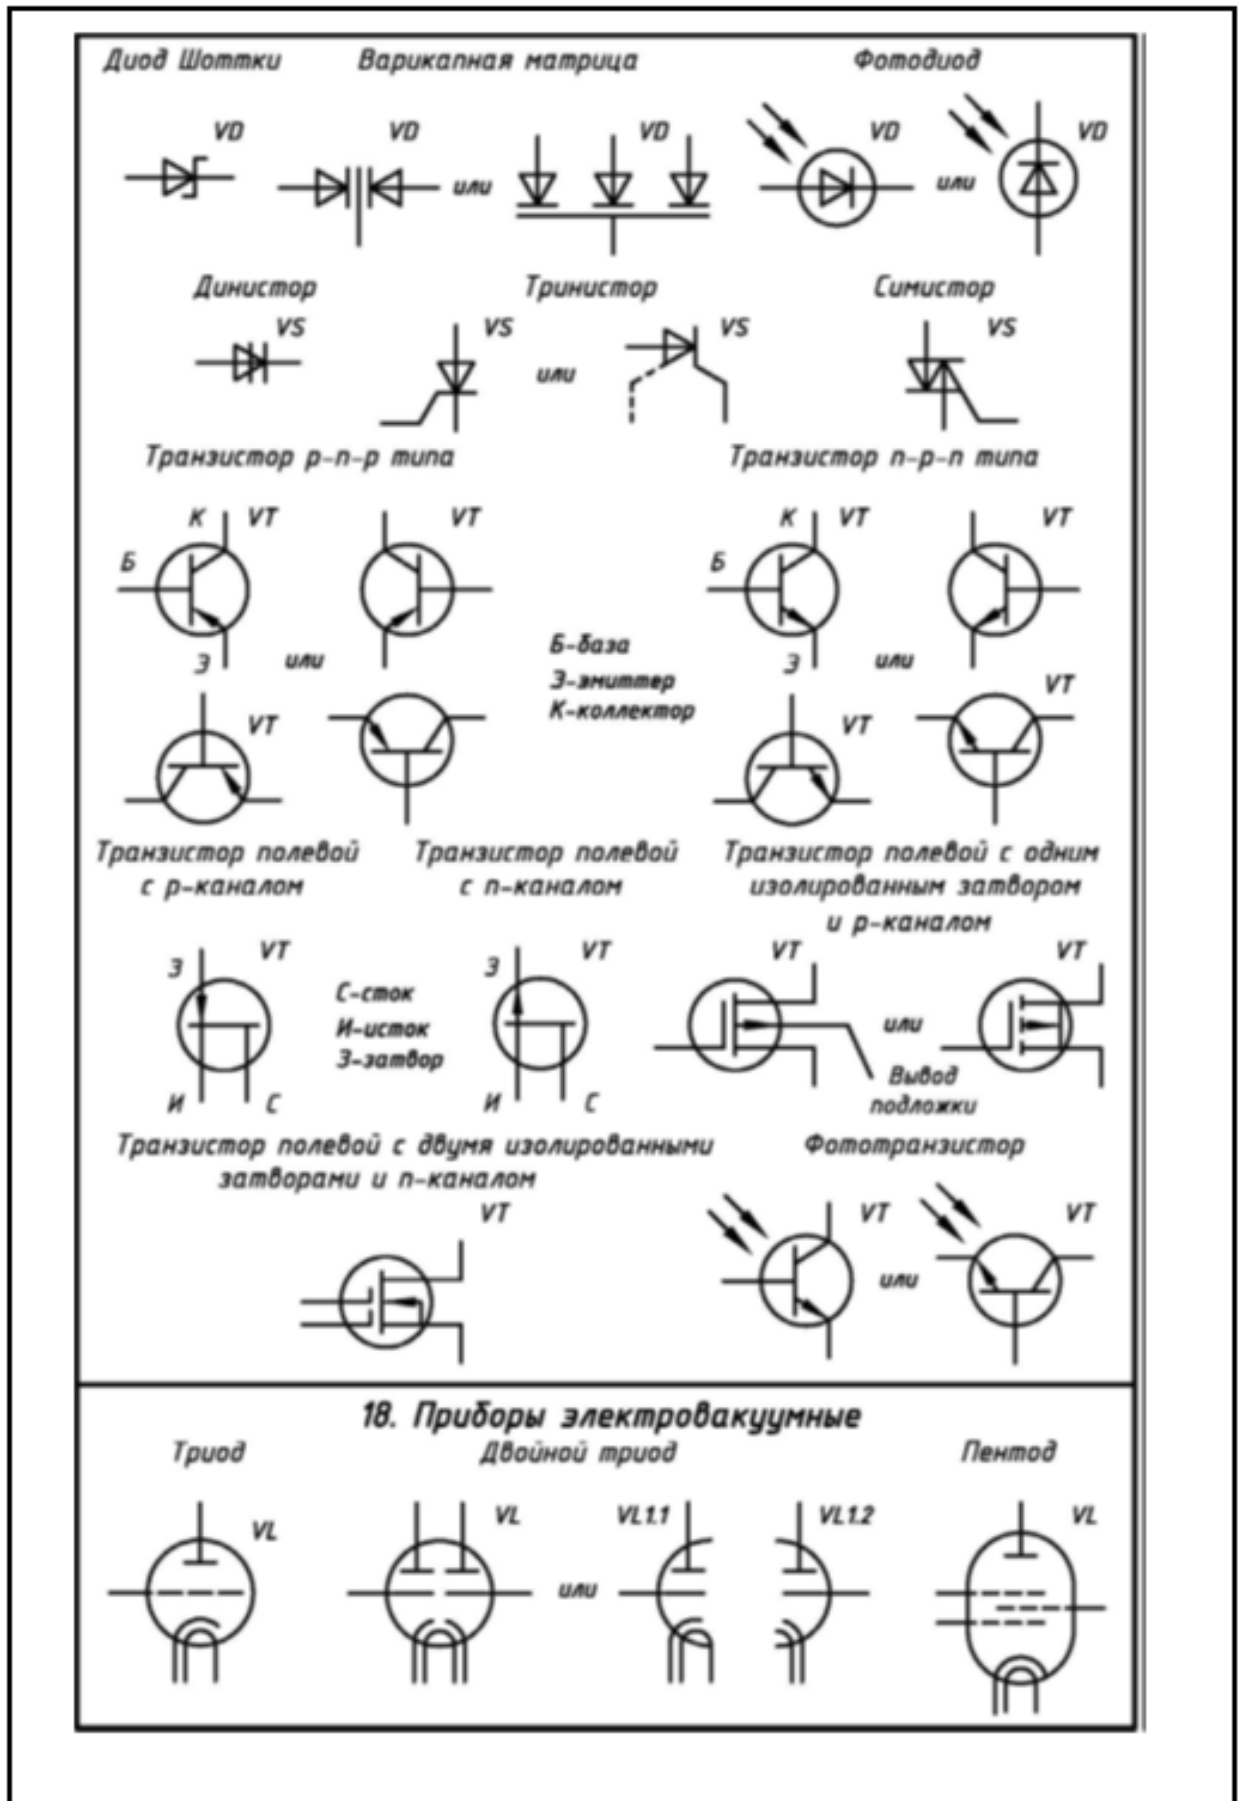 Диод Шоттки Варикапная матрица Фотодиод
VD VD VD VD VD
или или
Динистор Тринистор Симистор
VS VS VS VS
или
Транзистор р-п-р типа Транзистор п-р-п типа
К VT VT К VT VT
Б Б
Б-база
Э или Э или
Э-эмиттер
VT К-коллектор VT VT
Транзистор полевой Транзистор полевой Транзистор полевой с одним
с р-каналом с п-каналом изолированным затвором
и р-каналом
З VT З VT VT VT
С-сток
И-исток или
З-затвор
Вывод
И С И С подложки
Транзистор полевой с двумя изолированными Фототранзистор
затворами и п-каналом
VT VT VT
или
18. Приборы электровакуумные
Триод Двойной триод Пентод
VL VL VL1.1 VL1.2 VL
или